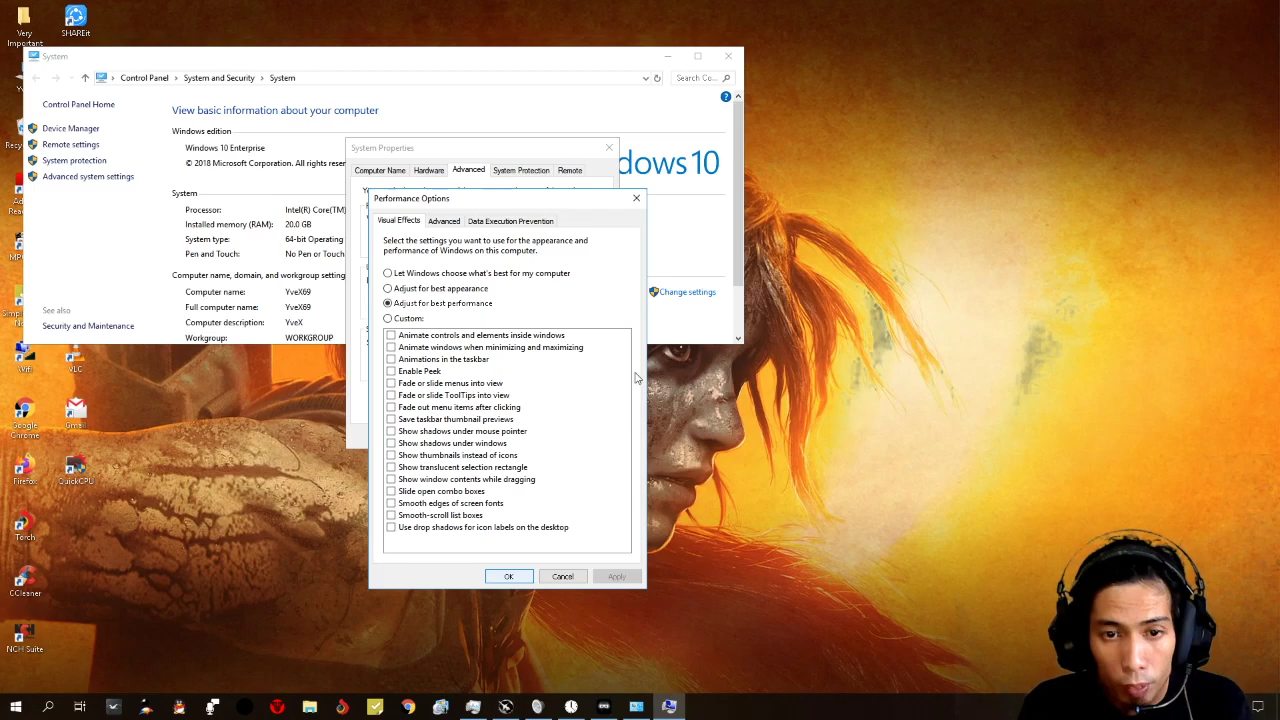 Very
Important
SHAREit
System
Control Panel
System and Security
System
Search Co...
Control Panel Home
Device Manager
Remote settings
System protection
Advanced system settings
See also
Security and Maintenance
View basic information about your computer
Windows edition
Windows 10 Enterprise
© 2018 Microsoft Corporation. All rights reser
dows 10
System
Processor:
Intel(R) Core(TM)
Installed memory (RAM):
20.0 GB
System type:
64-bit Operating
Pen and Touch:
No Pen or Touch
Computer name, domain, and workgroup setting
Computer name:
YveX69
Full computer name:
YveX69
Computer description:
YveX
Workgroup:
WORKGROUP
Change settings
System Properties
Computer Name
Hardware
Advanced
System Protection
Remote
Performance Options
Visual Effects
Advanced
Data Execution Prevention
Select the settings you want to use for the appearance and
performance of Windows on this computer.
Let Windows choose what's best for my computer
Adjust for best appearance
Adjust for best performance
Custom:
Animate controls and elements inside windows
Animate windows when minimizing and maximizing
Animations in the taskbar
Enable Peek
Fade or slide menus into view
Fade or slide ToolTips into view
Fade out menu items after clicking
Save taskbar thumbnail previews
Show shadows under mouse pointer
Show shadows under windows
Show thumbnails instead of icons
Show translucent selection rectangle
Show window contents while dragging
Slide open combo boxes
Smooth edges of screen fonts
Smooth-scroll list boxes
Use drop shadows for icon labels on the desktop
OK
Cancel
Apply
Wifi
VLC
Google
Chrome
Gmail
Firefox
QuickCPU
Torch
CCleaner
NCH Suite